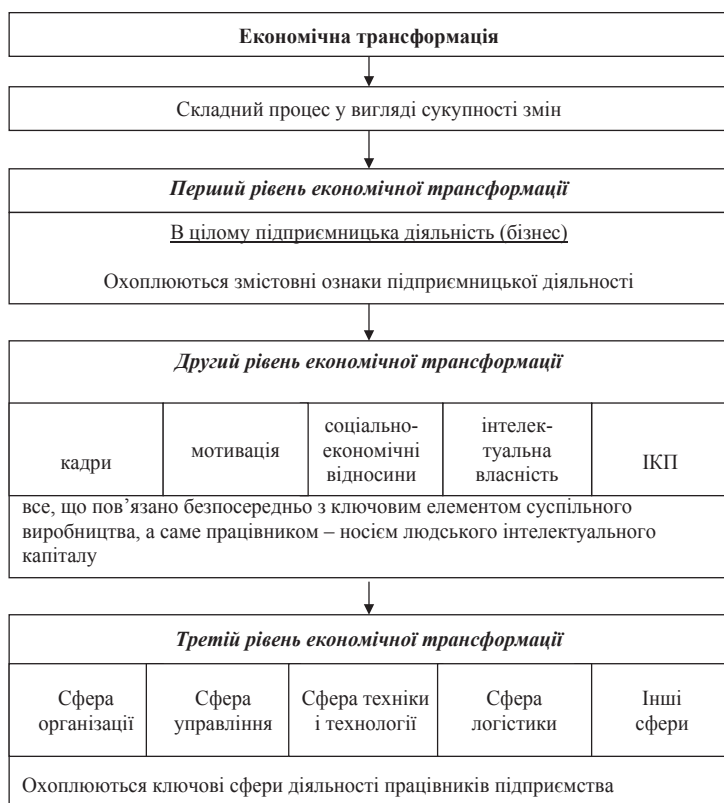 Економічна трансформація
Складний процес у вигляді сукупності змін
Перший рівень економічної трансформації
В цілому підприємницька діяльність (бізнес)
Охоплюються змістовні ознаки підприємницької діяльності
Другий рівень економічної трансформації
кадри
мотивація
соціально-
економічні
відносини
інтелек-
туальна
власність
ІКП
все, що пов’язано безпосередньо з ключовим елементом суспільного
виробництва, а саме працівником – носієм людського інтелектуального
капіталу
Третій рівень економічної трансформації
Сфера
організації
Сфера
управління
Сфера техніки
і технології
Сфера
логістики
Інші
сфери
Охоплюються ключові сфери діяльності працівників підприємства